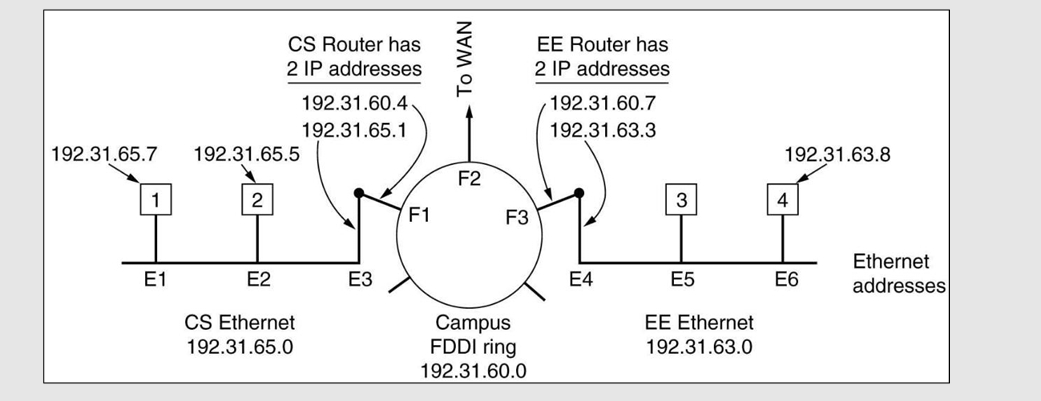 CS Router has
2 IP addresses
192.31.60.4
192.31.65.1
To WAN
EE Router has
2 IP addresses
192.31.60.7
192.31.63.3
192.31.65.7
192.31.65.5
192.31.63.8
1
2
F1
F2
F3
3
4
E1
E2
E3
E4
E5
E6
Ethernet
addresses
CS Ethernet
192.31.65.0
Campus
FDDI ring
192.31.60.0
EE Ethernet
192.31.63.0